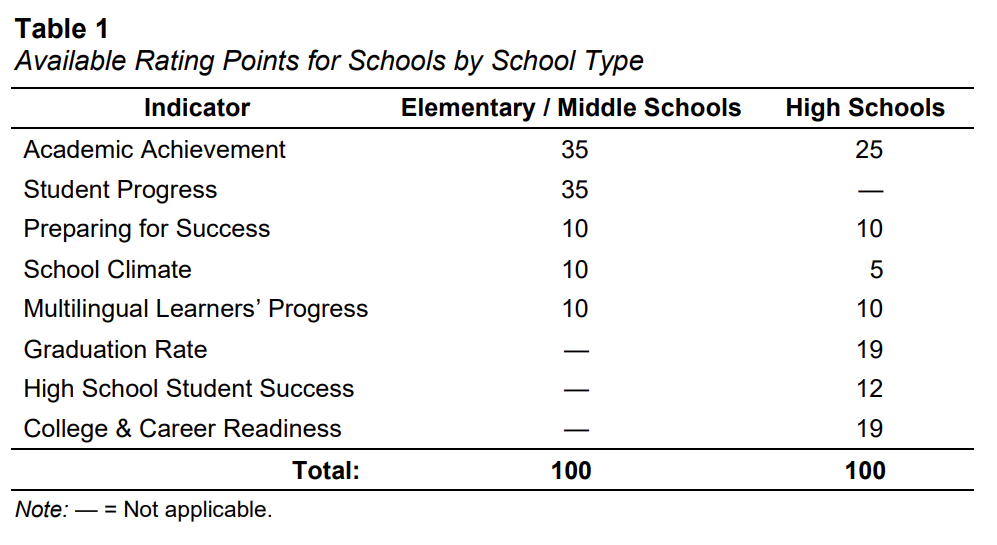 Table 1
Available Rating Points for Schools by School Type
Indicator Elementary / Middle Schools High Schools
Academic Achievement 35 25
Student Progress 35 —
Preparing for Success 10 10
School Climate 10 5
Multilingual Learners’ Progress 10 10
Graduation Rate — 19
High School Student Success — 12
College & Career Readiness — 19
Total: 100 100
Note: — = Not applicable.